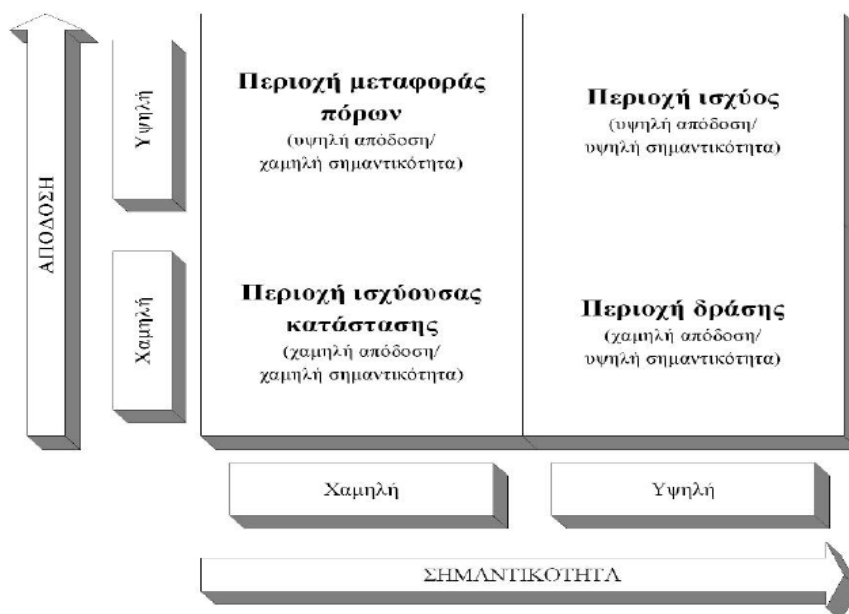 ΑΠΟΔΟΣΗ
Υψηλή
Χαμηλή
Περιοχή μεταφοράς
πόρων
(υψηλή απόδοση/
χαμηλή σημαντικότητα)
Περιοχή ισχύος
(υψηλή απόδοση/
υψηλή σημαντικότητα)
Περιοχή ισχύουσας
κατάστασης
(χαμηλή απόδοση/
χαμηλή σημαντικότητα)
Περιοχή δράσης
(χαμηλή απόδοση/
υψηλή σημαντικότητα)
Χαμηλή
Υψηλή
ΣΗΜΑΝΤΙΚΟΤΗΤΑ